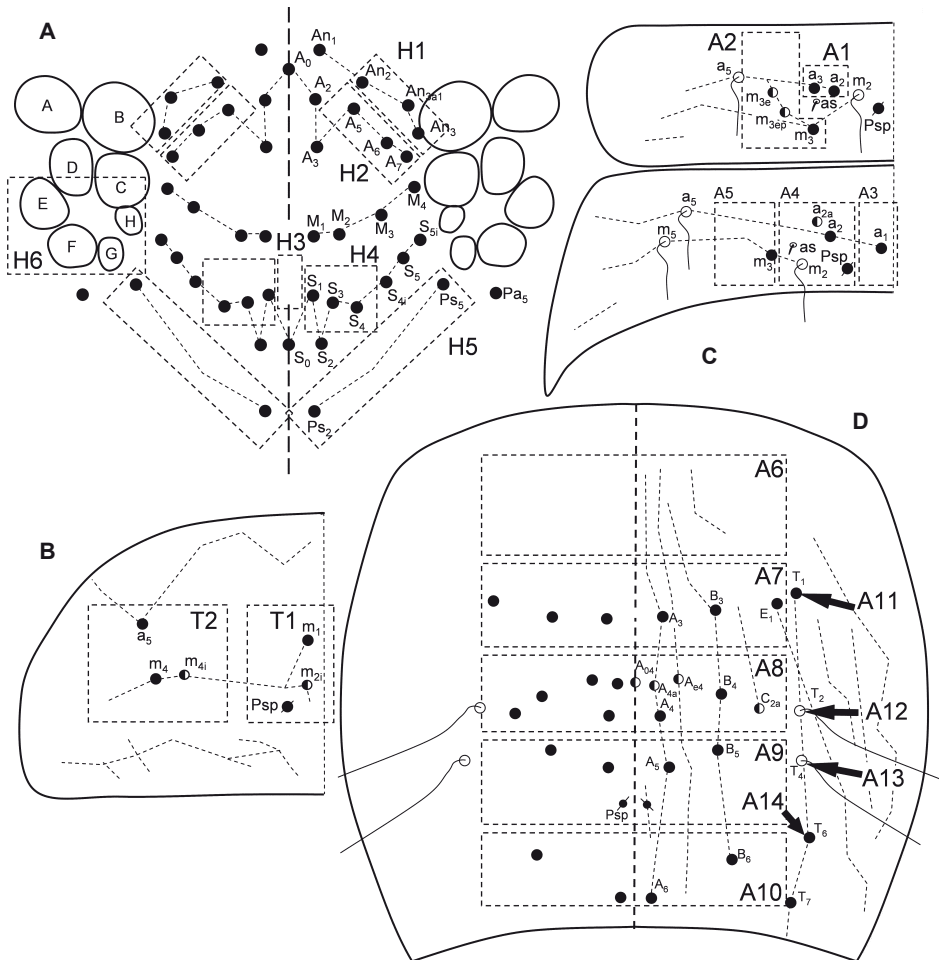 A
An1
A0
H1
An2
A2
An3a1
A
B
A5
An3
A6
A7
A3
H2
D
C
E
H
M4
M1
M2
M3
S5i
F
G
H6
H3
H4
S5
S1
S3
S4i
Ps5
Pa5
S4
S0
S2
H5
Ps2
A2
A1
a5
a3
a2
m2
m3e
as
m3ep
m3
Psp
A5
A4
A3
a5
a2a
a2
a1
m5
as
Psp
m3
m2
C
D
B
T2
T1
a5
m1
m4
m4i
m2i
Psp
A6
A7
T1
B3
E1
A11
A3
A8
A04
A4a
Ae4
B4
C2a
T2
A4
A12
A9
B5
A5
T4
A13
A14
Psp
T6
B6
A6
A10
T7